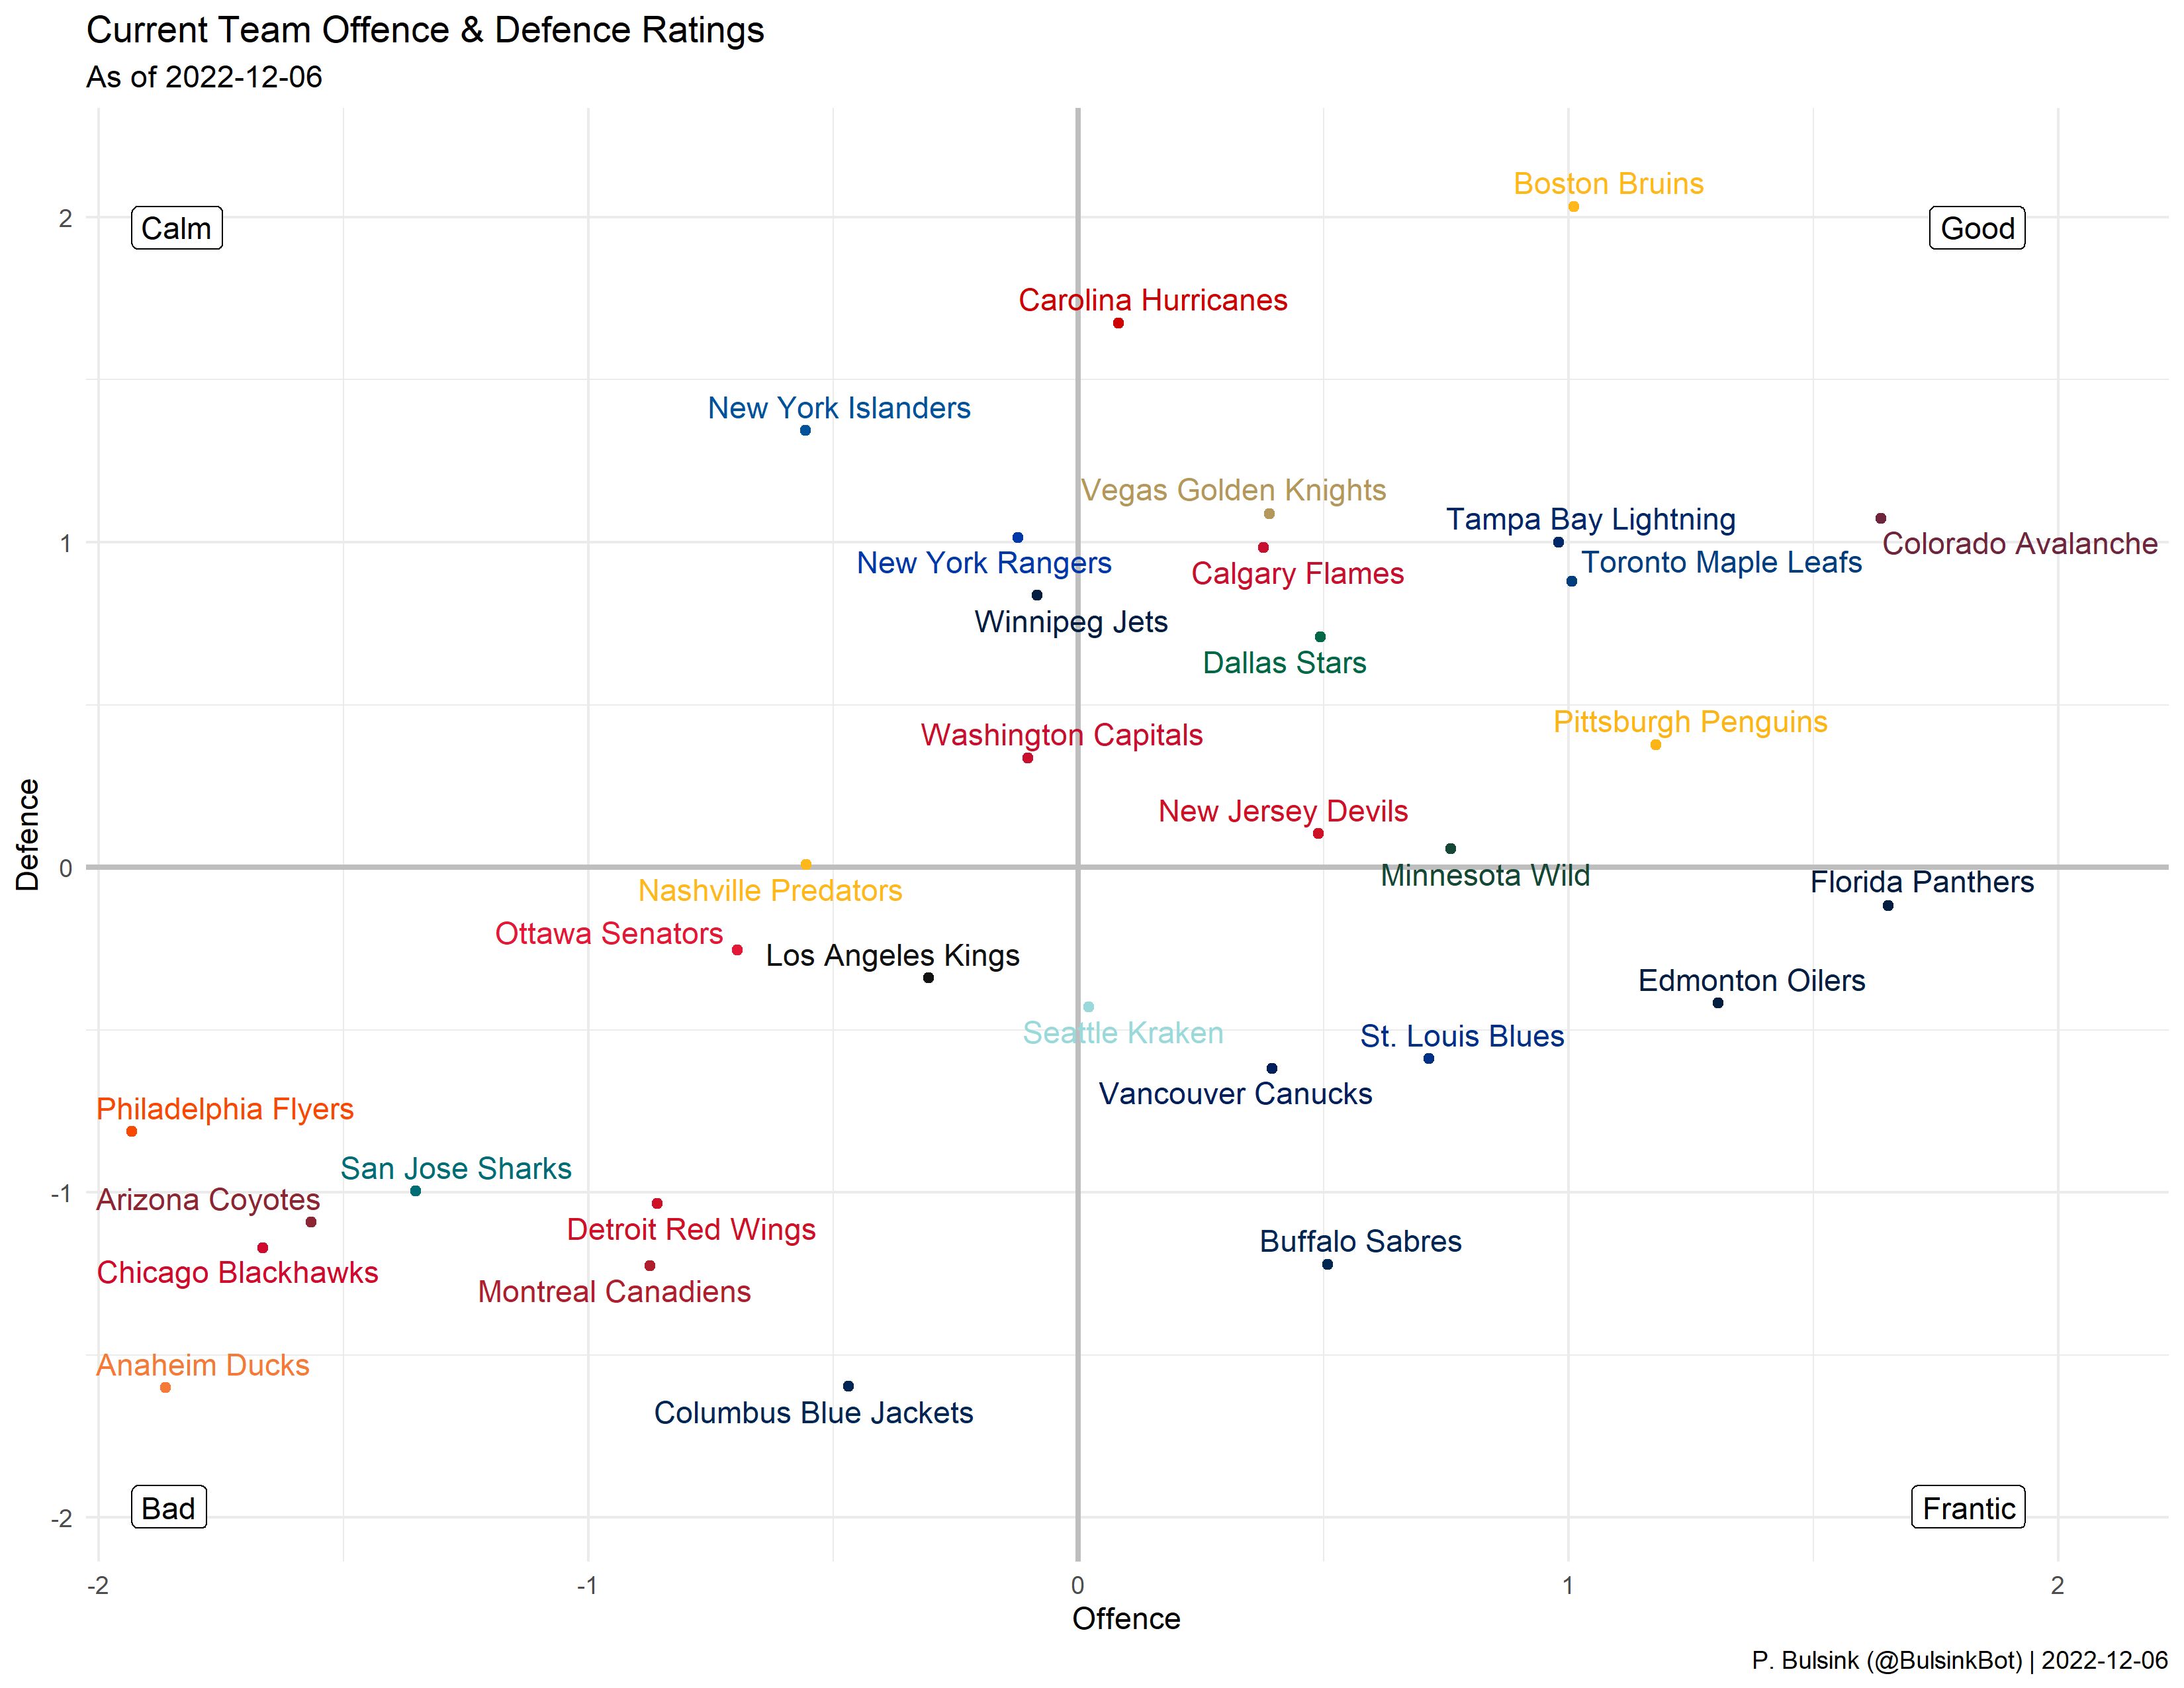 Current Team Offence & Defence Ratings
As of 2022-12-06
Boston Bruins
2
Calm
Good
Carolina Hurricanes
New York Islanders
Vegas Golden Knights
Tampa Bay Lightning
1
Colorado Avalanche
New York Rangers
Toronto Maple Leafs
Calgary Flames
Winnipeg Jets
Dallas Stars
Pittsburgh Penguins
Washington Capitals
New Jersey Devils
Defence
0
Minnesota Wild
Florida Panthers
Nashville Predators
Ottawa Senators
Los Angeles Kings
Edmonton Oilers
Seattle Kraken
St. Louis Blues
Vancouver Canucks
Philadelphia Flyers
San Jose Sharks
-1
Arizona Coyotes
Detroit Red Wings
Buffalo Sabres
Chicago Blackhawks
Montreal Canadiens
Anaheim Ducks
Columbus Blue Jackets
Bad
Frantic
-2
-2 -1 0 1 2
Offence
P. Bulsink (@BulsinkBot) | 2022-12-06